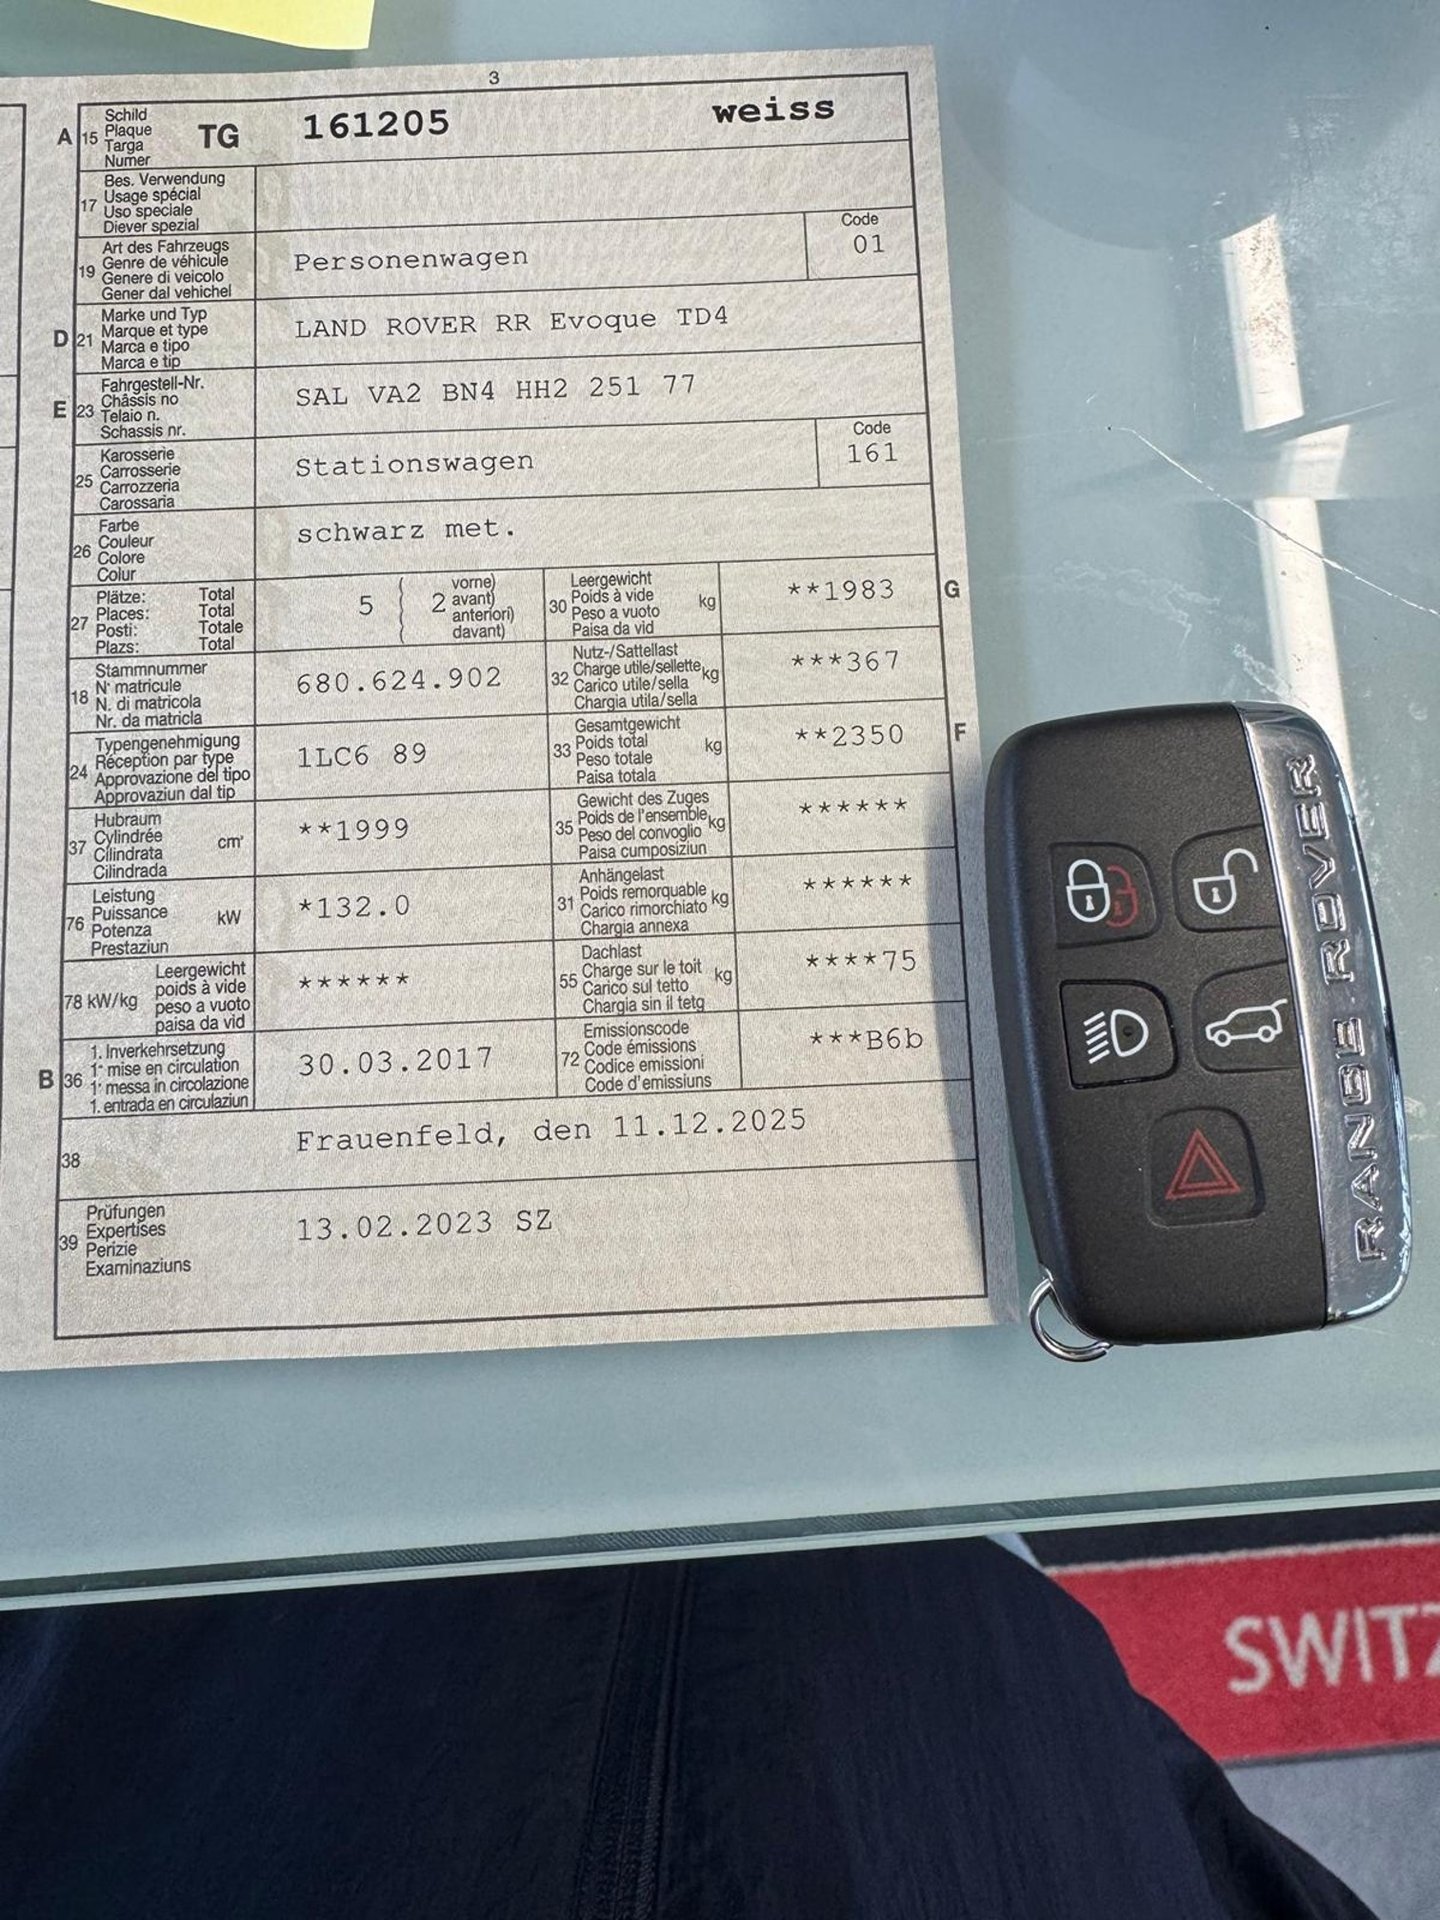 3
A 15 Schild TG 161205 weiss
Plaque
Targa
Numer
17 Bes. Verwendung
Usage spécial
Uso speciale
Diever spezial
19 Art des Fahrzeugs Personenwagen Code
Genre de véhicule 01
Genere di veicolo
Gener dal vehichel
D 21 Marke und Typ LAND ROVER RR Evoque TD4
Marque et type
Marca e tipo
Marca e tip
E 23 Fahrgestell-Nr. SAL VA2 BN4 HH2 251 77
Châssis no
Telaio n.
Schassis nr.
25 Karosserie Stationswagen Code
Carrosserie 161
Carrozzeria
Carossaria
26 Farbe schwarz met.
Couleur
Colore
Colur
27 Plätze: Total 5 ( 2 vorne)
Places: Total avant)
Posti: Totale anteriori)
Plazs: Total davant)
30 Leergewicht kg **1983 G
Poids à vide
Peso a vuoto
Paisa da vid
18 Stammnummer 680.624.902
N° matricule
N. di matricola
Nr. da matricla
32 Nutz-/Sattellast kg ***367
Charge utile/sellette
Carico utile/sella
Chargia utila/sella
24 Typengenehmigung 1LC6 89
Réception par type
Approvazione del tipo
Approvaziun dal tip
33 Gesamtgewicht kg **2350 F
Poids total
Peso totale
Paisa totala
37 Hubraum cm³ **1999
Cylindrée
Cilindrata
Cilindrada
35 Gewicht des Zuges kg ******
Poids de l'ensemble
Peso del convoglio
Paisa cumposiziun
76 Leistung kW *132.0
Puissance
Potenza
Prestaziun
31 Anhängelast kg ******
Poids remorquable
Carico rimorchiato
Chargia annexa
78 kW/kg Leergewicht ******
poids à vide
peso a vuoto
paisa da vid
55 Dachlast kg ****75
Charge sur le toit
Carico sul tetto
Chargia sin il tetg
B 36 1. Inverkehrsetzung 30.03.2017
1° mise en circulation
1° messa in circolazione
1. entrada en circulaziun
72 Emissionscode ***B6b
Code émissions
Codice emissioni
Code d'emissiuns
38 Frauenfeld, den 11.12.2025
39 Prüfungen 13.02.2023 SZ
Expertises
Perizie
Examinaziuns
RANGE ROVER
SWITZ